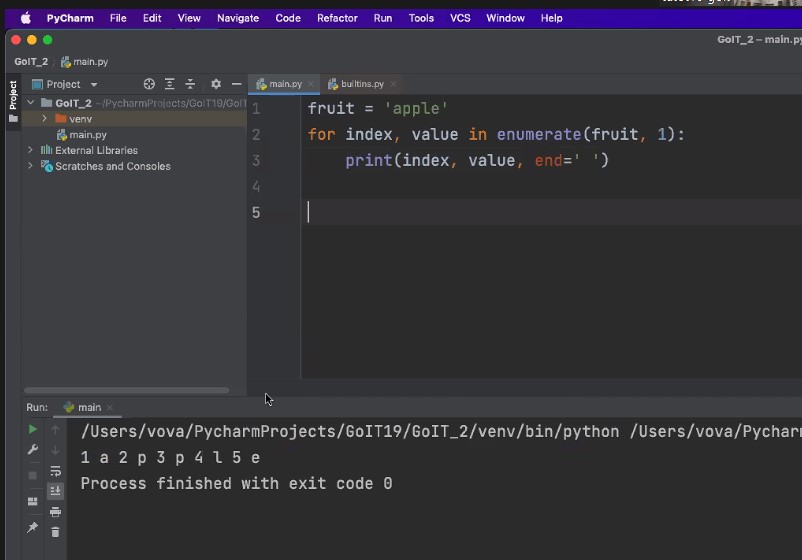 PyCharm File Edit View Navigate Code Refactor Run Tools VCS Window Help
GoIT_2 – main.py
GoIT_2 main.py
Project
Project
main.py
builtins.py
GoIT_2 ~/PycharmProjects/GoIT19/GoIT
venv
main.py
External Libraries
Scratches and Consoles
1 fruit = 'apple'
2 for index, value in enumerate(fruit, 1):
3 print(index, value, end=' ')
4
5
Run: main
/Users/vova/PycharmProjects/GoIT19/GoIT_2/venv/bin/python /Users/vova/Pychar
1 a 2 p 3 p 4 l 5 e
Process finished with exit code 0